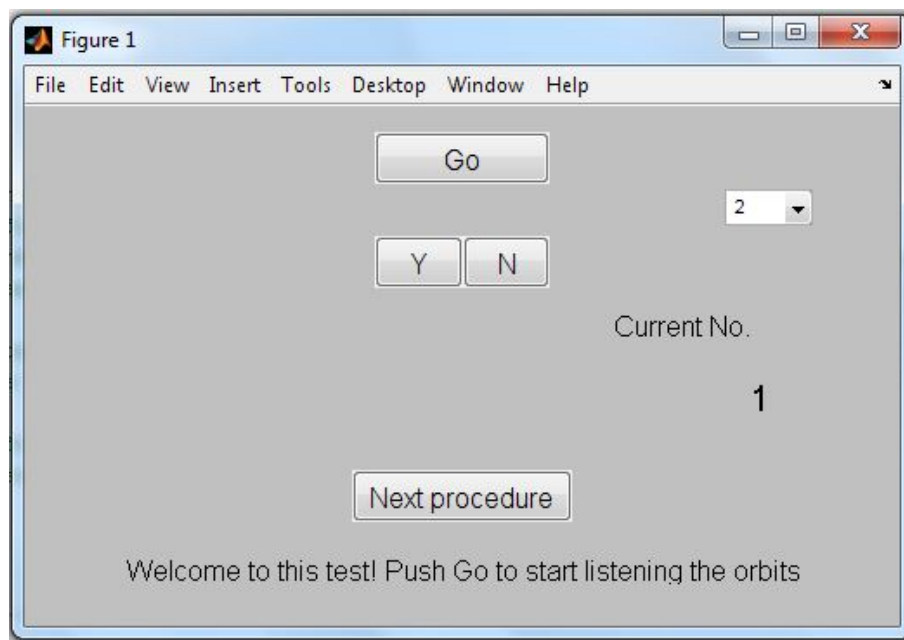 Figure 1
File Edit View Insert Tools Desktop Window Help
Go
2
Y N
Current No.
1
Next procedure
Welcome to this test! Push Go to start listening the orbits